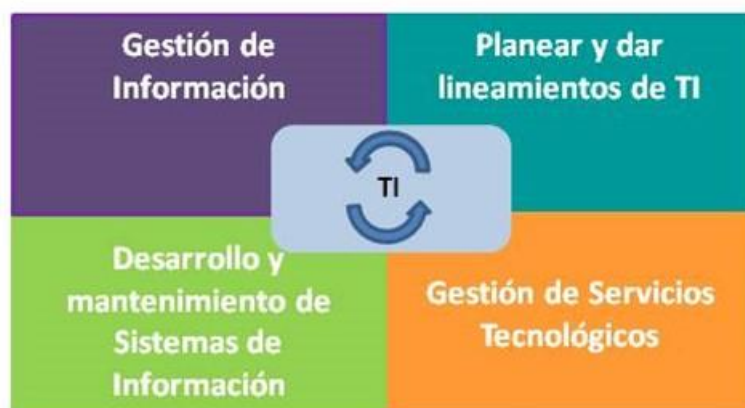 Gestión de
Información
Planear y dar
lineamientos de TI
TI
Desarrollo y
mantenimiento de
Sistemas de
Información
Gestión de Servicios
Tecnológicos